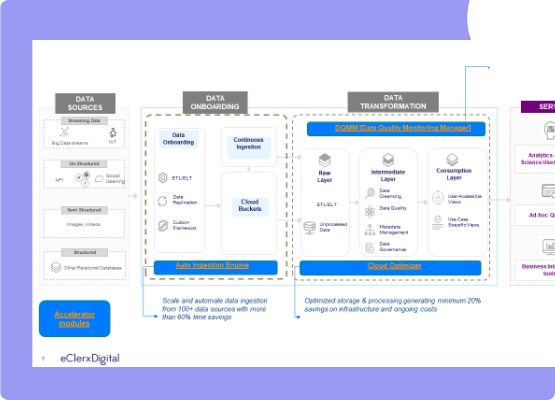 DATA
SOURCES
Streaming Data
Big Data streams
IoT
Un-Structured
API
Social
listening
Semi Structured
Images, Videos
Structured
Other Relational Databases
Accelerator
modules
DATA
ONBOARDING
Data
Onboarding
ETL/ELT
Data
Replication
Custom
Framework
Continuous
Ingestion
Cloud
Buckets
Auto Ingestion Engine
Scale and automate data ingestion
from 100+ data sources with more
than 60% time savings
DATA
TRANSFORMATION
DQMM [Data Quality Monitoring Manager]
Raw
Layer
ETL/ELT
Unprocessed
Data
Intermediate
Layer
Data
Cleansing
Data Quality
Metadata
Management
Data
Governance
Consumption
Layer
User-Accessible
Views
Use-Case
Specific Views
Cloud Optimizer
Optimized storage & processing generating minimum 20%
savings on infrastructure and ongoing costs
SERV
Analytics
Science User
Ad-hoc Q
Business Inte
tools
7
eClerx|Digital